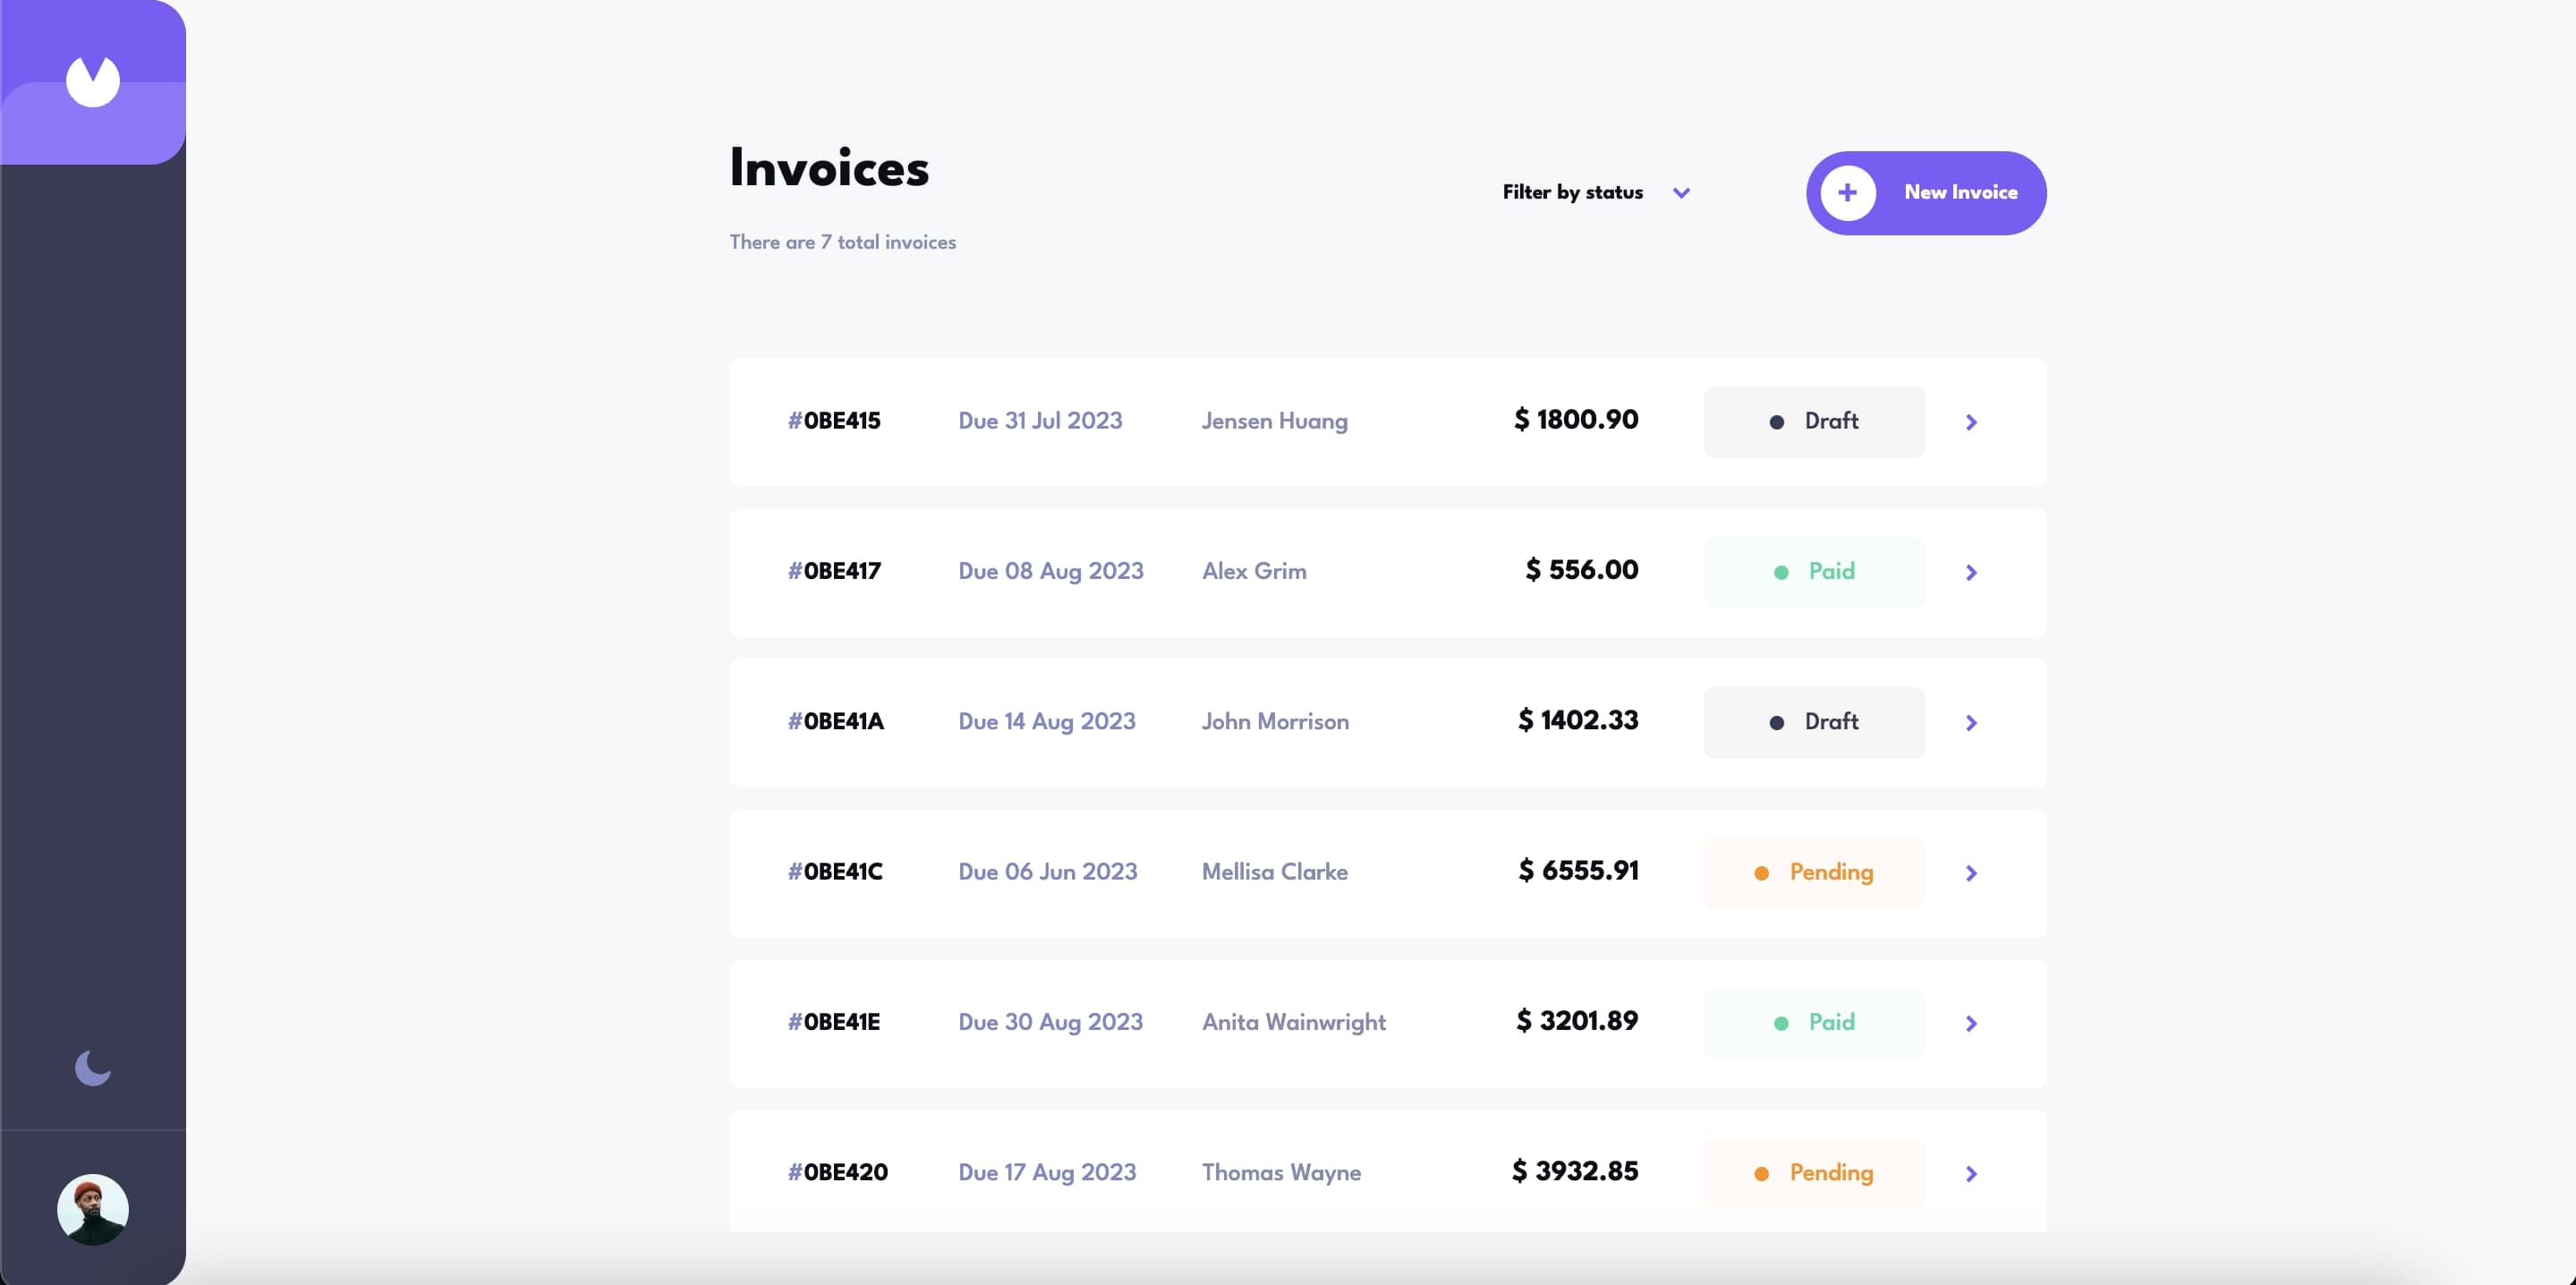 Invoices
There are 7 total invoices
Filter by status
New Invoice
#0BE415 Due 31 Jul 2023 Jensen Huang $ 1800.90 Draft
#0BE417 Due 08 Aug 2023 Alex Grim $ 556.00 Paid
#0BE41A Due 14 Aug 2023 John Morrison $ 1402.33 Draft
#0BE41C Due 06 Jun 2023 Mellisa Clarke $ 6555.91 Pending
#0BE41E Due 30 Aug 2023 Anita Wainwright $ 3201.89 Paid
#0BE420 Due 17 Aug 2023 Thomas Wayne $ 3932.85 Pending